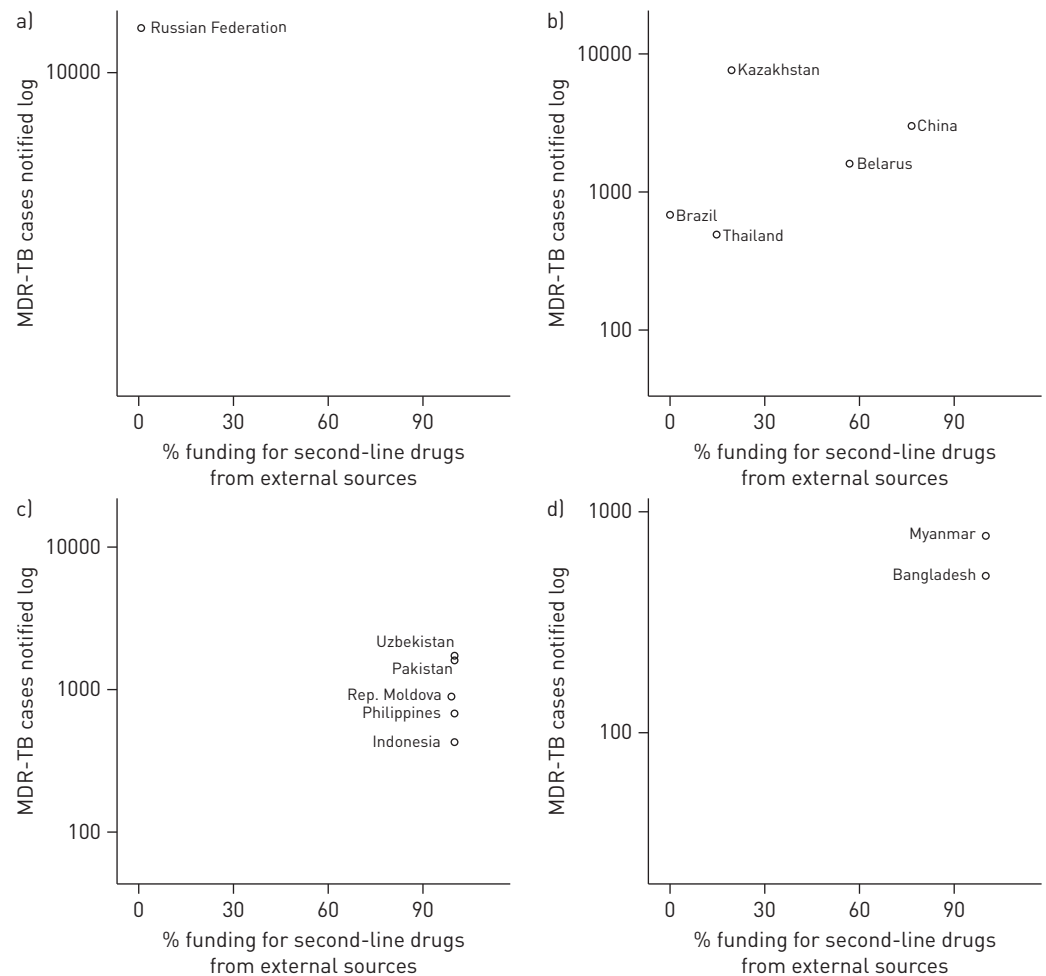 a)
Russian Federation
10000
MDR-TB cases notified log
0 30 60 90
% funding for second-line drugs
from external sources
b)
10000
Kazakhstan
China
Belarus
1000
Brazil
Thailand
100
MDR-TB cases notified log
0 30 60 90
% funding for second-line drugs
from external sources
c)
10000
Uzbekistan
Pakistan
1000
Rep. Moldova
Philippines
Indonesia
100
MDR-TB cases notified log
0 30 60 90
% funding for second-line drugs
from external sources
d)
1000
Myanmar
Bangladesh
100
MDR-TB cases notified log
0 30 60 90
% funding for second-line drugs
from external sources